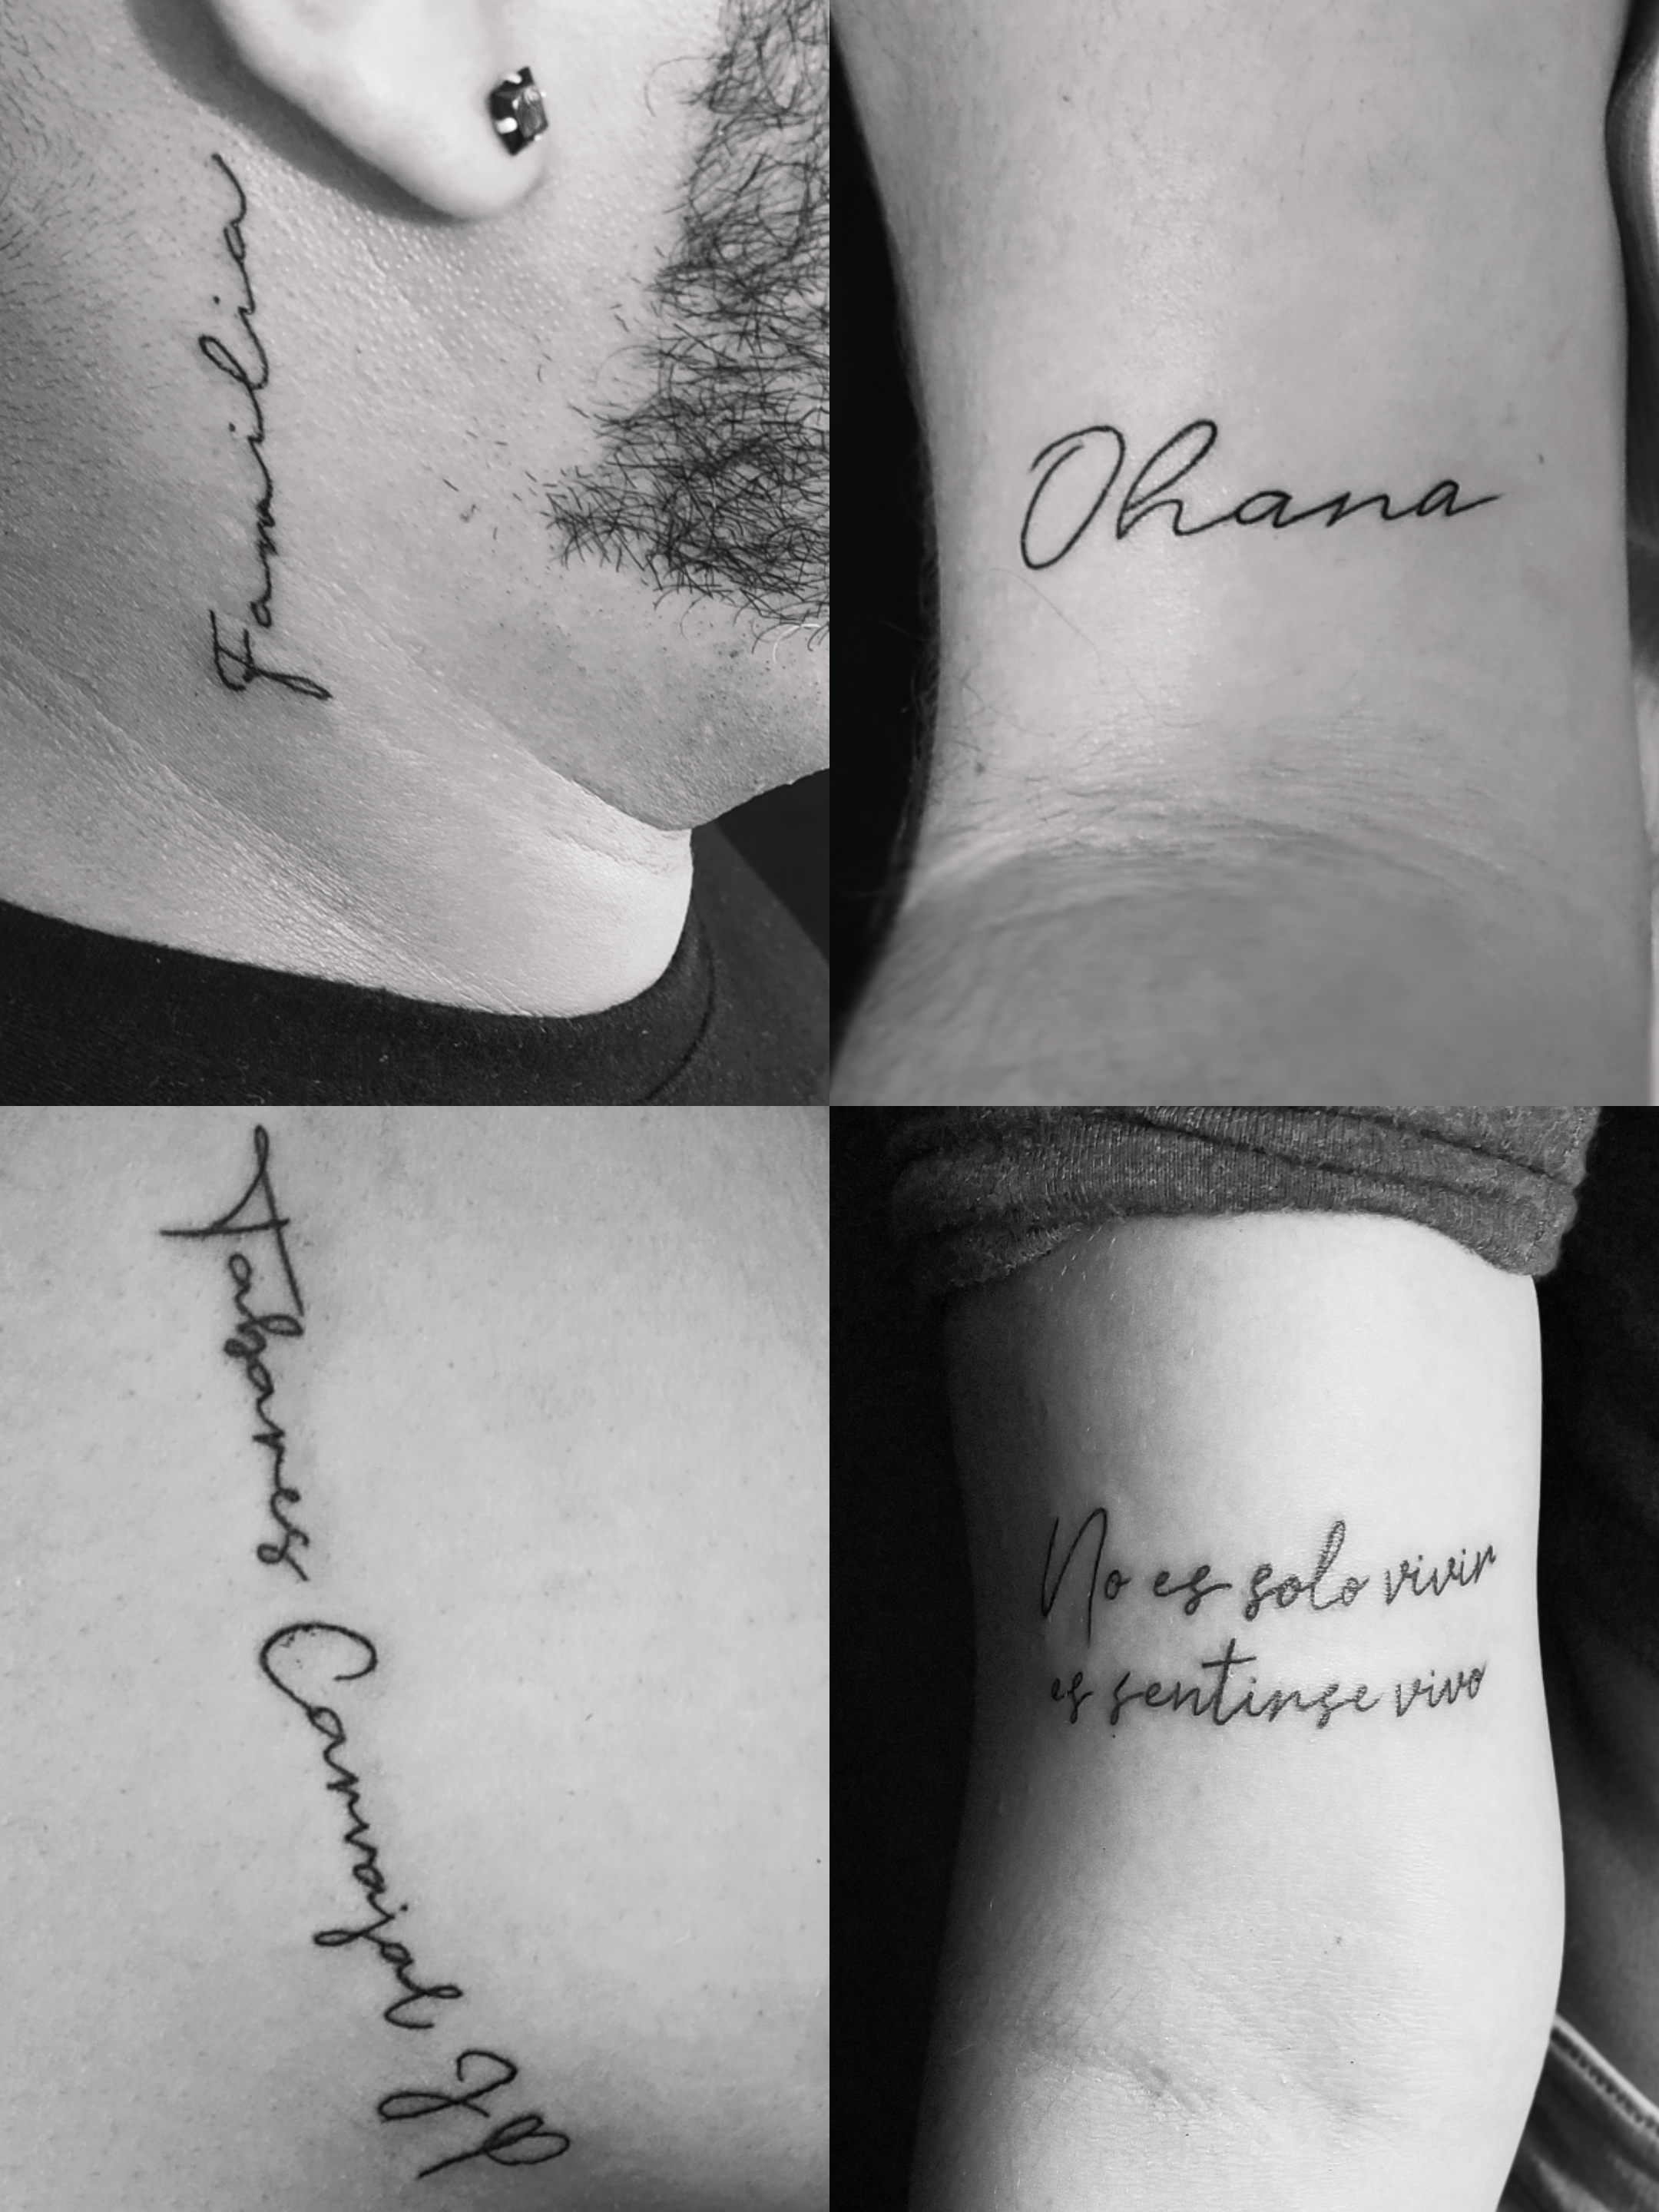 Familia
Ohana
Tabares Carvajal JP
No es solo vivir
es sentirse vivo